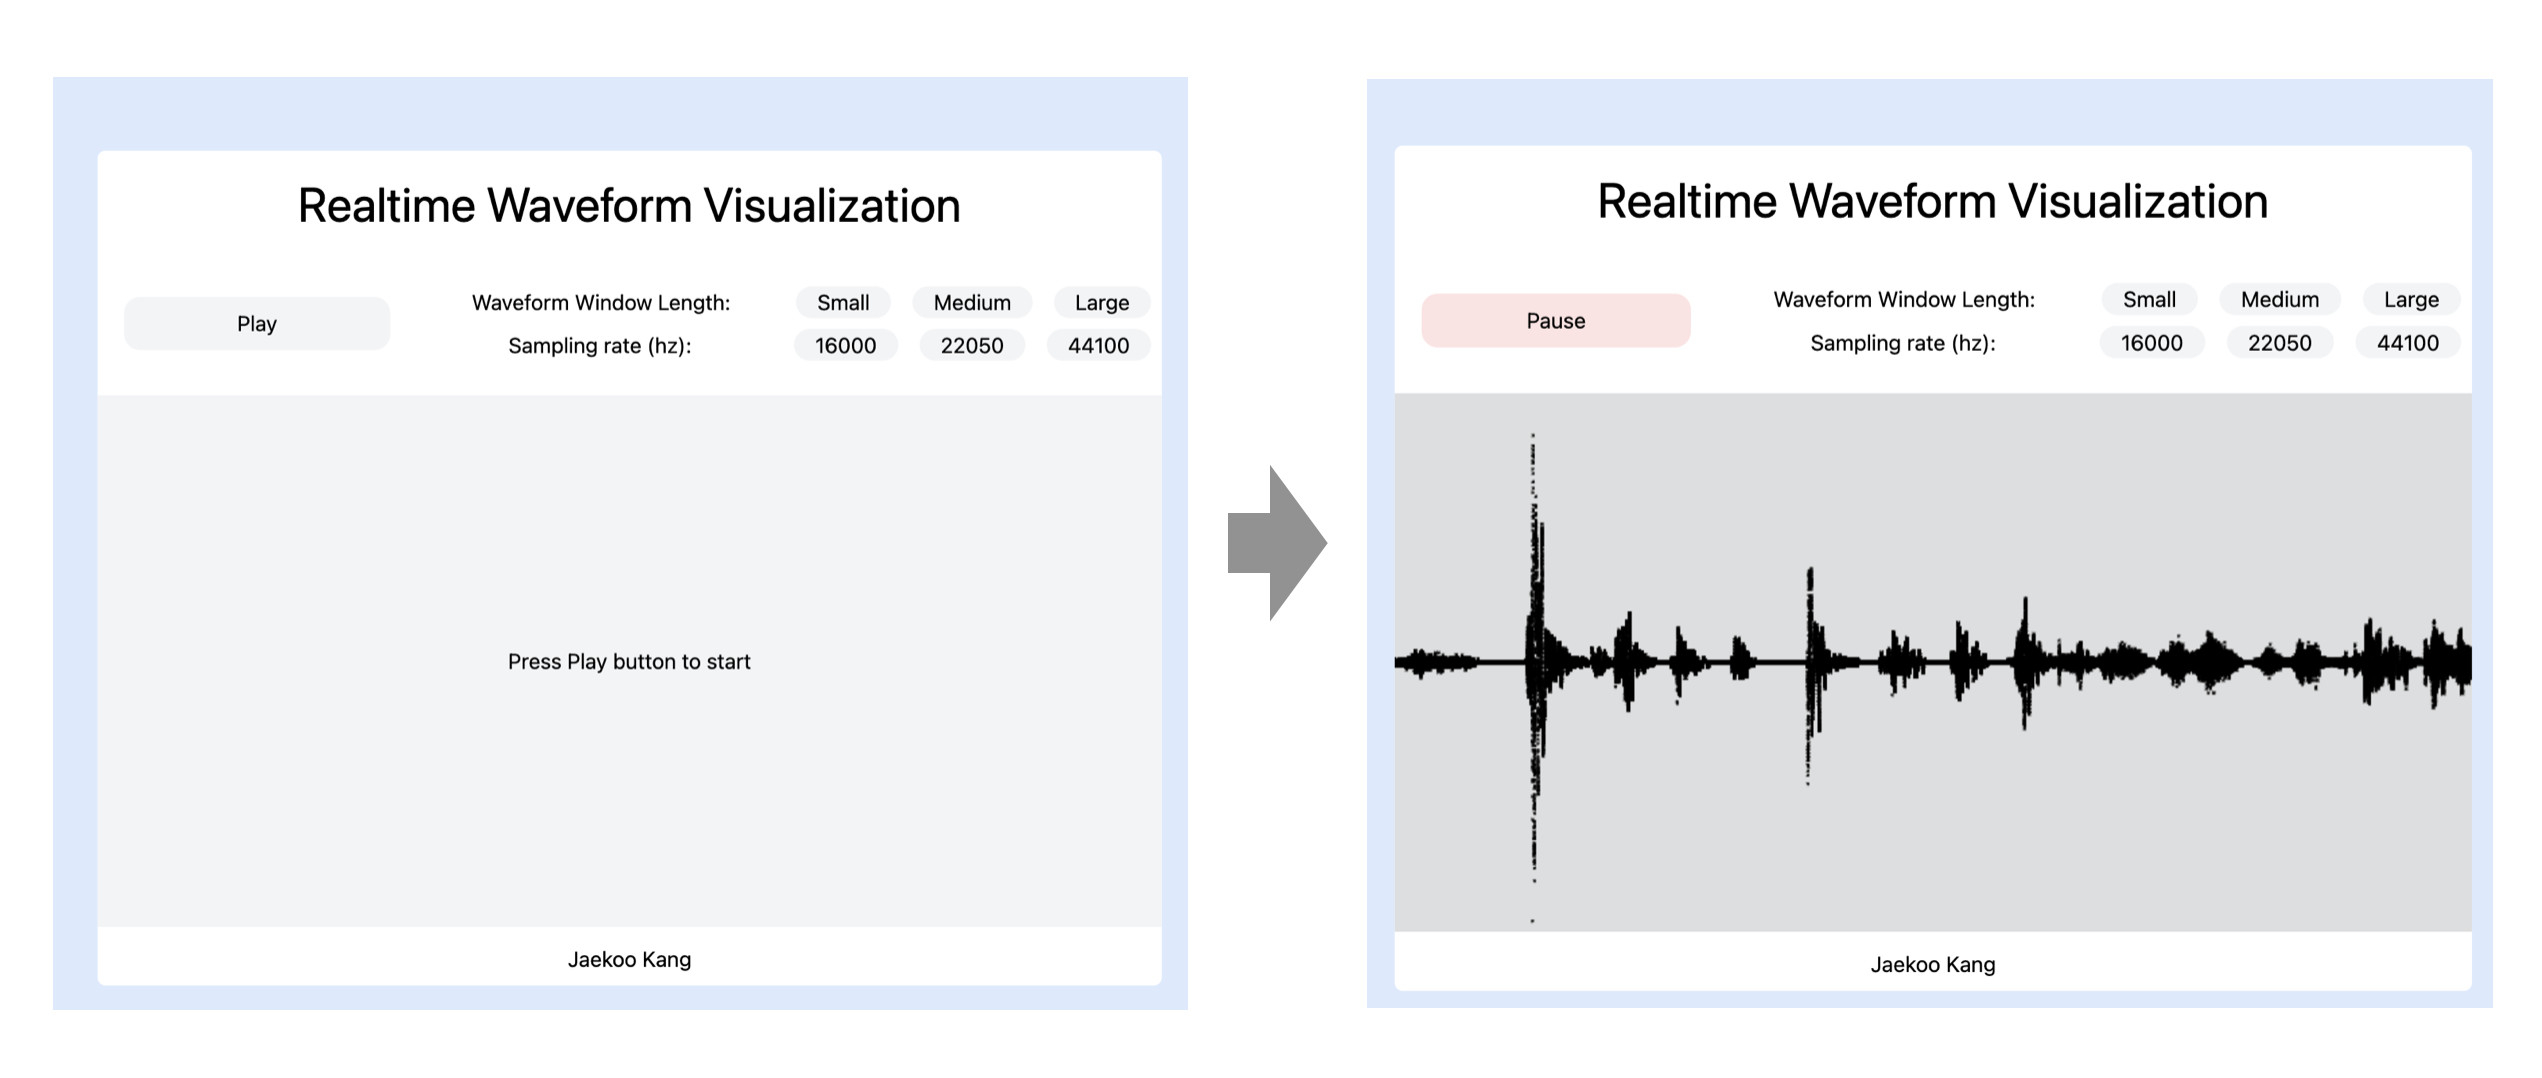 Realtime Waveform Visualization
Play
Waveform Window Length: Small Medium Large
Sampling rate (hz): 16000 22050 44100
Press Play button to start
Jaekoo Kang
Realtime Waveform Visualization
Pause
Waveform Window Length: Small Medium Large
Sampling rate (hz): 16000 22050 44100
Jaekoo Kang